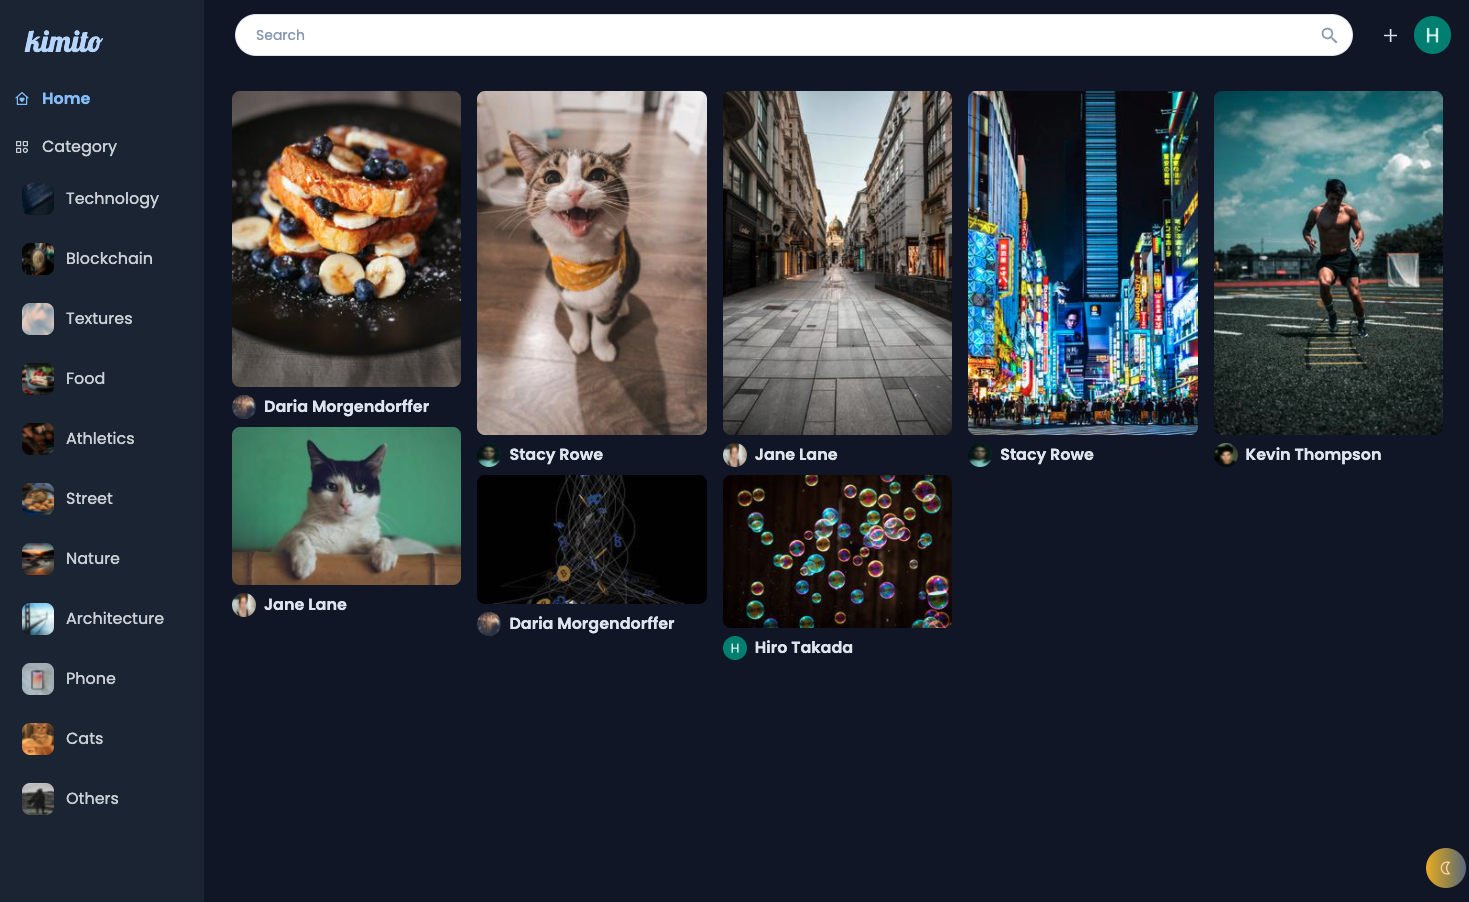 kimito
Search
H
Home
Category
Technology
Blockchain
Textures
Food
Athletics
Street
Nature
Architecture
Phone
Cats
Others
Daria Morgendorffer
Stacy Rowe
Jane Lane
Stacy Rowe
Kevin Thompson
Jane Lane
Daria Morgendorffer
H Hiro Takada